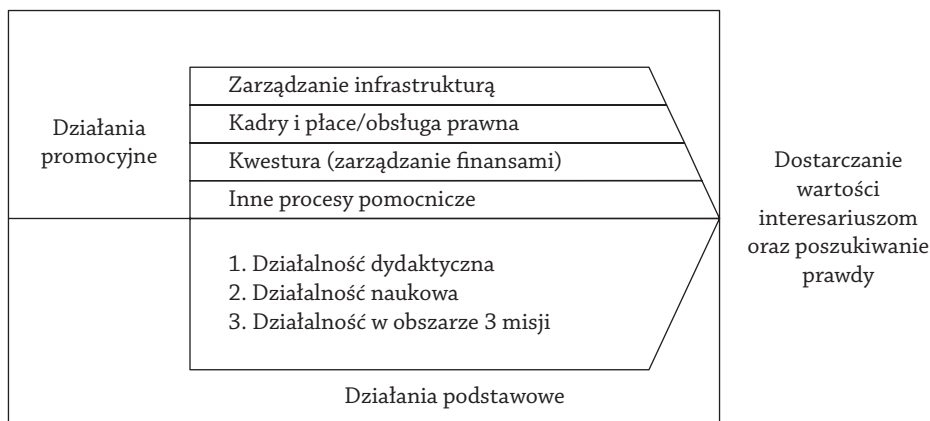 Działania
promocyjne
Zarządzanie infrastrukturą
Kadry i płace/obsługa prawna
Kwestura (zarządzanie finansami)
Inne procesy pomocnicze
1. Działalność dydaktyczna
2. Działalność naukowa
3. Działalność w obszarze 3 misji
Działania podstawowe
Dostarczanie
wartości
interesariuszom
oraz poszukiwanie
prawdy